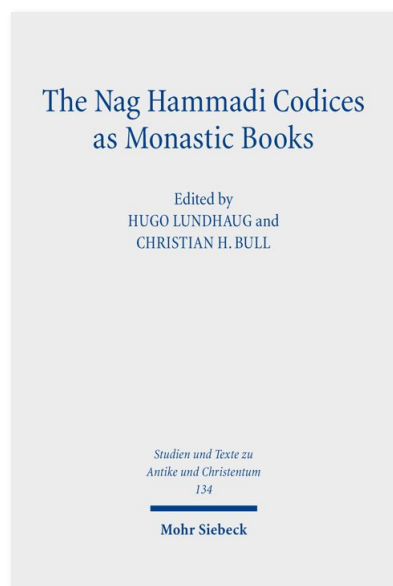 The Nag Hammadi Codices
as Monastic Books
Edited by
HUGO LUNDHAUG and
CHRISTIAN H. BULL
Studien und Texte zu
Antike und Christentum
134
Mohr Siebeck